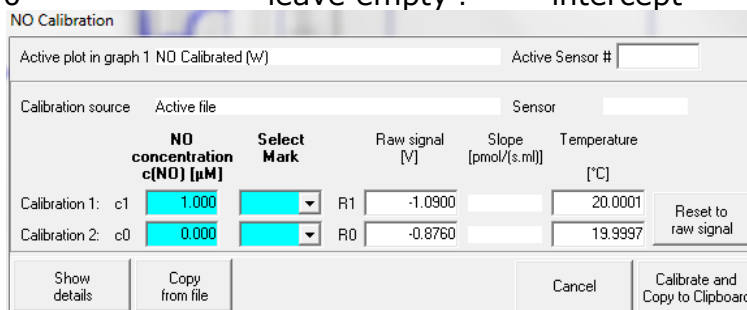 leave empty : intercept
NO Calibration
Active plot in graph 1 NO Calibrated (W) Active Sensor #
Calibration source Active file Sensor
NO concentration c(NO) [µM] Select Mark Raw signal [V] Slope [pmol/(s.ml)] Temperature [°C]
Calibration 1: c1 1.000 R1 -1.0900 20.0001
Calibration 2: c0 0.000 R0 -0.8760 19.9997
Reset to raw signal
Show details Copy from file Cancel Calibrate and Copy to Clipboard